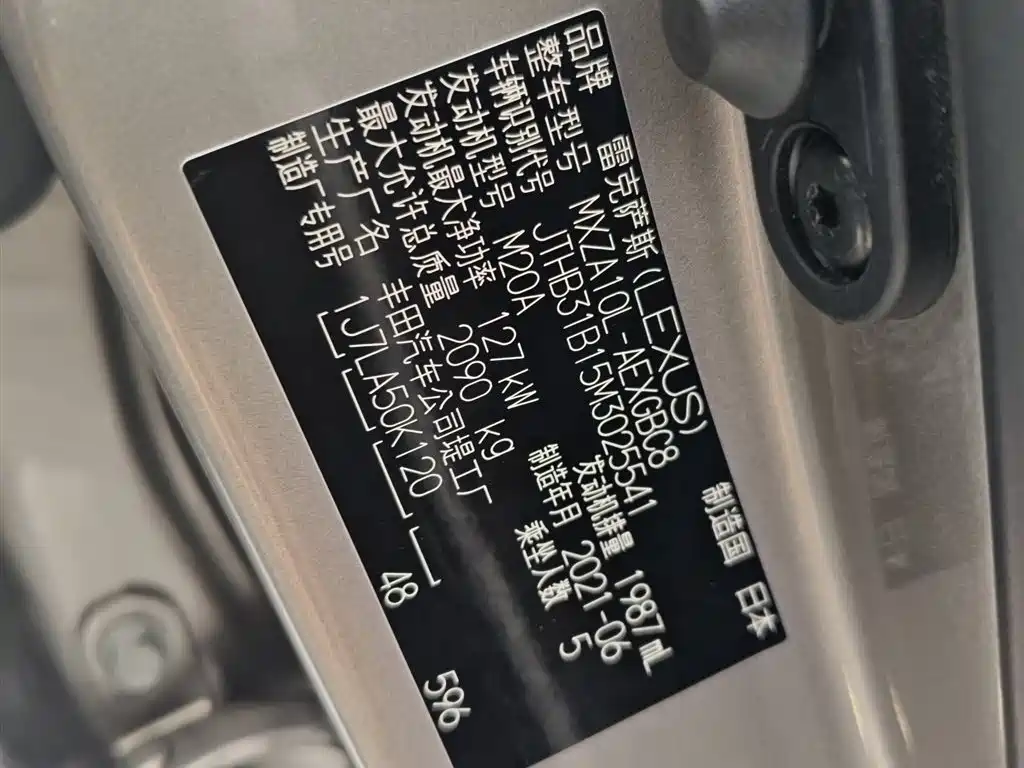 品牌 雷克萨斯(LEXUS) 制造国 日本
整车型号 MXZA10L-AEXGBC8
车辆识别代号 JTHB31B15M3025541
发动机型号 M20A 发动机排量 1987mL
发动机最大净功率 127kW 制造年月 2021-06
最大允许总质量 2090 kg 乘坐人数 5
生产厂名 丰田汽车公司堤工厂
制造厂专用号 1J7LA50K120 48 596